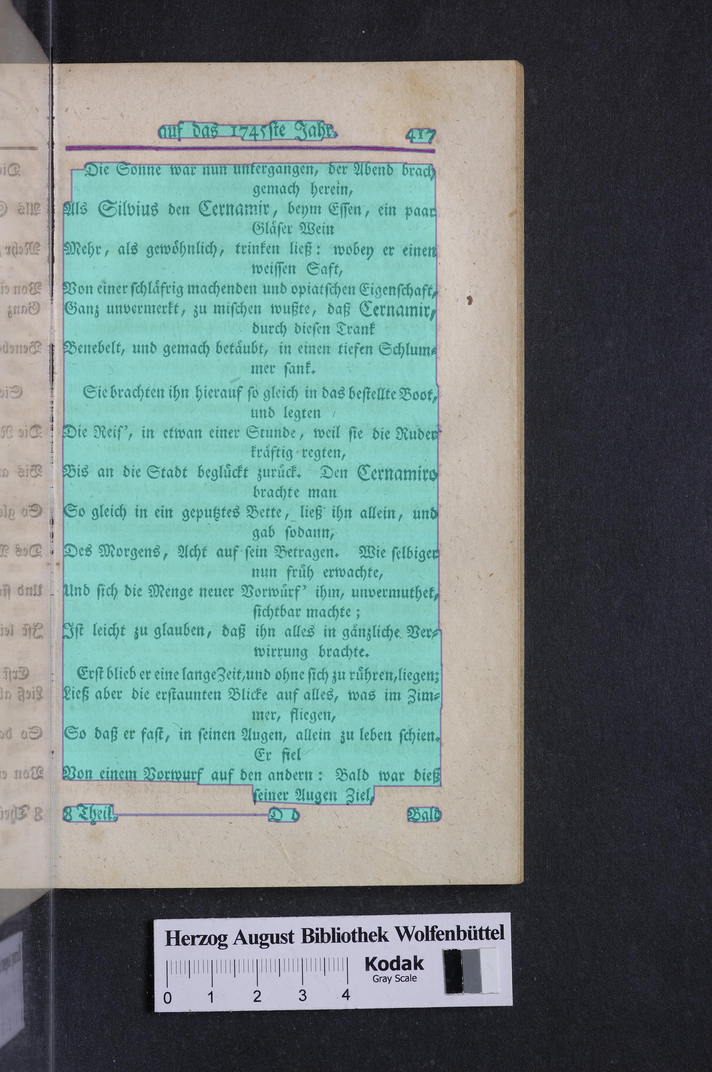 auf das 1745ste Jahr. 417
Die Sonne war nun untergangen, der Abend brach
gemach herein,
Als Silvius den Cernamir, beym Essen, ein paar
Gläser Wein
Mehr, als gewöhnlich, trinken ließ: wobey er einen
weissen Saft,
Von einer schläfrig machenden und opiatschen Eigenschaft,
Ganz unvermerkt, zu mischen wußte, daß Cernamir,
durch diesen Trank
Benebelt, und gemach betäubt, in einen tiefen Schlum-
mer sank.
Sie brachten ihn hierauf so gleich in das bestellte Boot,
und legten
Die Reis', in etwan einer Stunde, weil sie die Ruder
kräftig regten,
Bis an die Stadt beglückt zurück. Den Cernamiro
brachte man
So gleich in ein geputztes Bette, ließ ihn allein, und
gab sodann,
Des Morgens, Acht auf sein Betragen. Wie selbiger
nun früh erwachte,
Und sich die Menge neuer Vorwürf' ihm, unvermuthet,
sichtbar machte;
Ist leicht zu glauben, daß ihn alles in gänzliche Ver-
wirrung brachte.
Erst blieb er eine lange Zeit, und ohne sich zu rühren, liegen;
Ließ aber die erstaunten Blicke auf alles, was im Zim-
mer, fliegen,
So daß er fast, in seinen Augen, allein zu leben schien.
Er fiel
Von einem Vorwurf auf den andern: Bald war dieß
seiner Augen Ziel,
8 Theil. D d Bald
Herzog August Bibliothek Wolfenbüttel
Kodak
Gray Scale
0 1 2 3 4